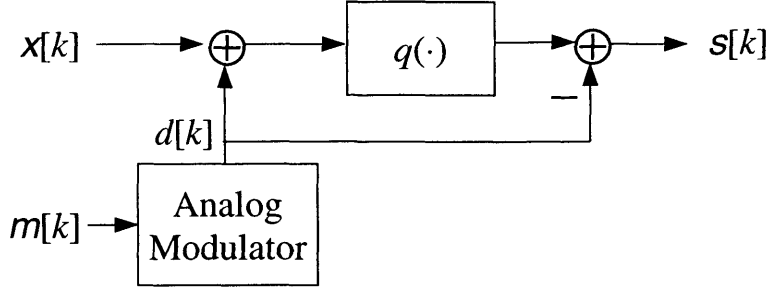 x[k]
+
q(·)
+
s[k]
−
d[k]
m[k]
Analog
Modulator